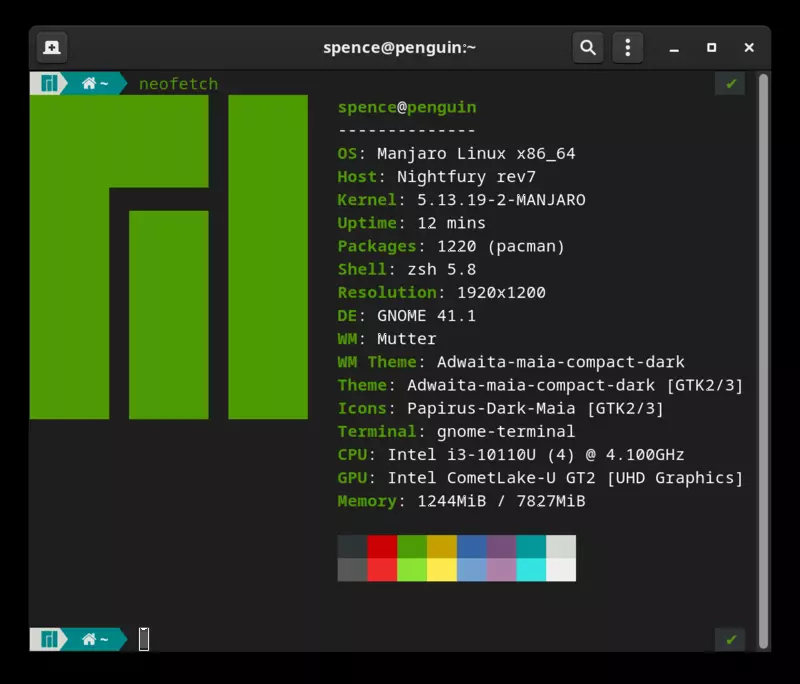 spence@penguin:~
~ neofetch ✔
spence@penguin
--------------
OS: Manjaro Linux x86_64
Host: Nightfury rev7
Kernel: 5.13.19-2-MANJARO
Uptime: 12 mins
Packages: 1220 (pacman)
Shell: zsh 5.8
Resolution: 1920x1200
DE: GNOME 41.1
WM: Mutter
WM Theme: Adwaita-maia-compact-dark
Theme: Adwaita-maia-compact-dark [GTK2/3]
Icons: Papirus-Dark-Maia [GTK2/3]
Terminal: gnome-terminal
CPU: Intel i3-10110U (4) @ 4.100GHz
GPU: Intel CometLake-U GT2 [UHD Graphics]
Memory: 1244MiB / 7827MiB
~ ✔